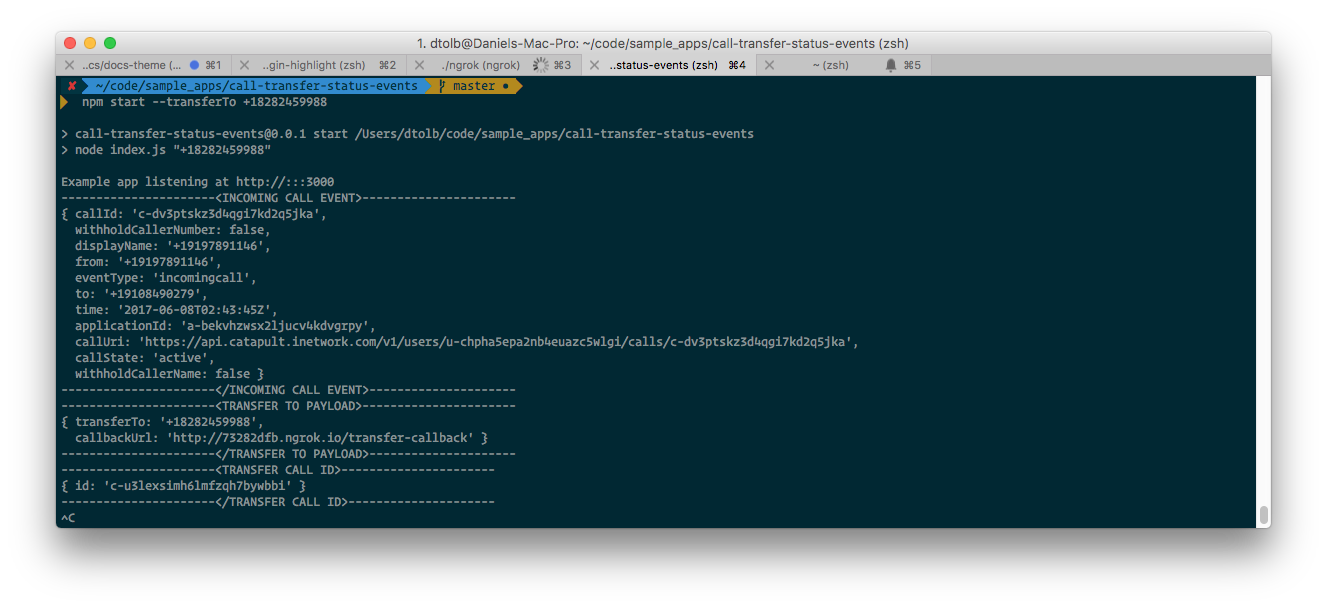 1. dtolb@Daniels-Mac-Pro: ~/code/sample_apps/call-transfer-status-events (zsh)
..cs/docs-theme (... ⌘1 ..gin-highlight (zsh) ⌘2 ./ngrok (ngrok) ⌘3 ..status-events (zsh) ⌘4 ~ (zsh) ⌘5
✘ ~/code/sample_apps/call-transfer-status-events master ●
npm start --transferTo +18282459988
> call-transfer-status-events@0.0.1 start /Users/dtolb/code/sample_apps/call-transfer-status-events
> node index.js "+18282459988"
Example app listening at http://:::3000
----------------------<INCOMING CALL EVENT>----------------------
{ callId: 'c-dv3ptskz3d4qgi7kd2q5jka',
withholdCallerNumber: false,
displayName: '+19197891146',
from: '+19197891146',
eventType: 'incomingcall',
to: '+19108490279',
time: '2017-06-08T02:43:45Z',
applicationId: 'a-bekvhzwsx2ljucv4kdvgrpy',
callUri: 'https://api.catapult.inetwork.com/v1/users/u-chpha5epa2nb4euazc5wlgi/calls/c-dv3ptskz3d4qgi7kd2q5jka',
callState: 'active',
withholdCallerName: false }
----------------------</INCOMING CALL EVENT>---------------------
----------------------<TRANSFER TO PAYLOAD>----------------------
{ transferTo: '+18282459988',
callbackUrl: 'http://73282dfb.ngrok.io/transfer-callback' }
----------------------</TRANSFER TO PAYLOAD>---------------------
----------------------<TRANSFER CALL ID>----------------------
{ id: 'c-u3lexsimh6lmfzqh7bywbbi' }
----------------------</TRANSFER CALL ID>---------------------
^C